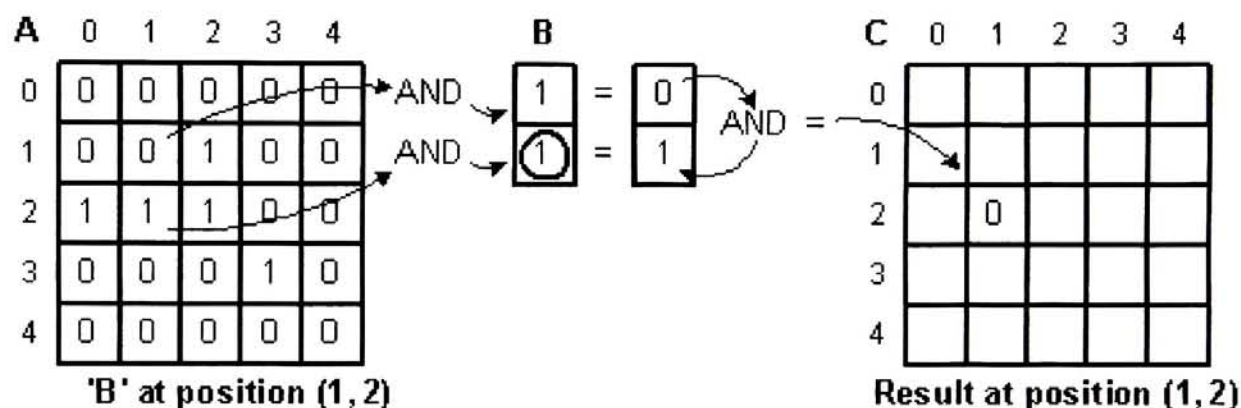 A 0 1 2 3 4 B C 0 1 2 3 4
0 0 0 0 0 0 AND 1 = 0 0
AND =
1 0 0 1 0 0 AND 1 = 1 1
2 1 1 1 0 0 2 0
3 0 0 0 1 0 3
4 0 0 0 0 0 4
'B' at position (1, 2) Result at position (1, 2)